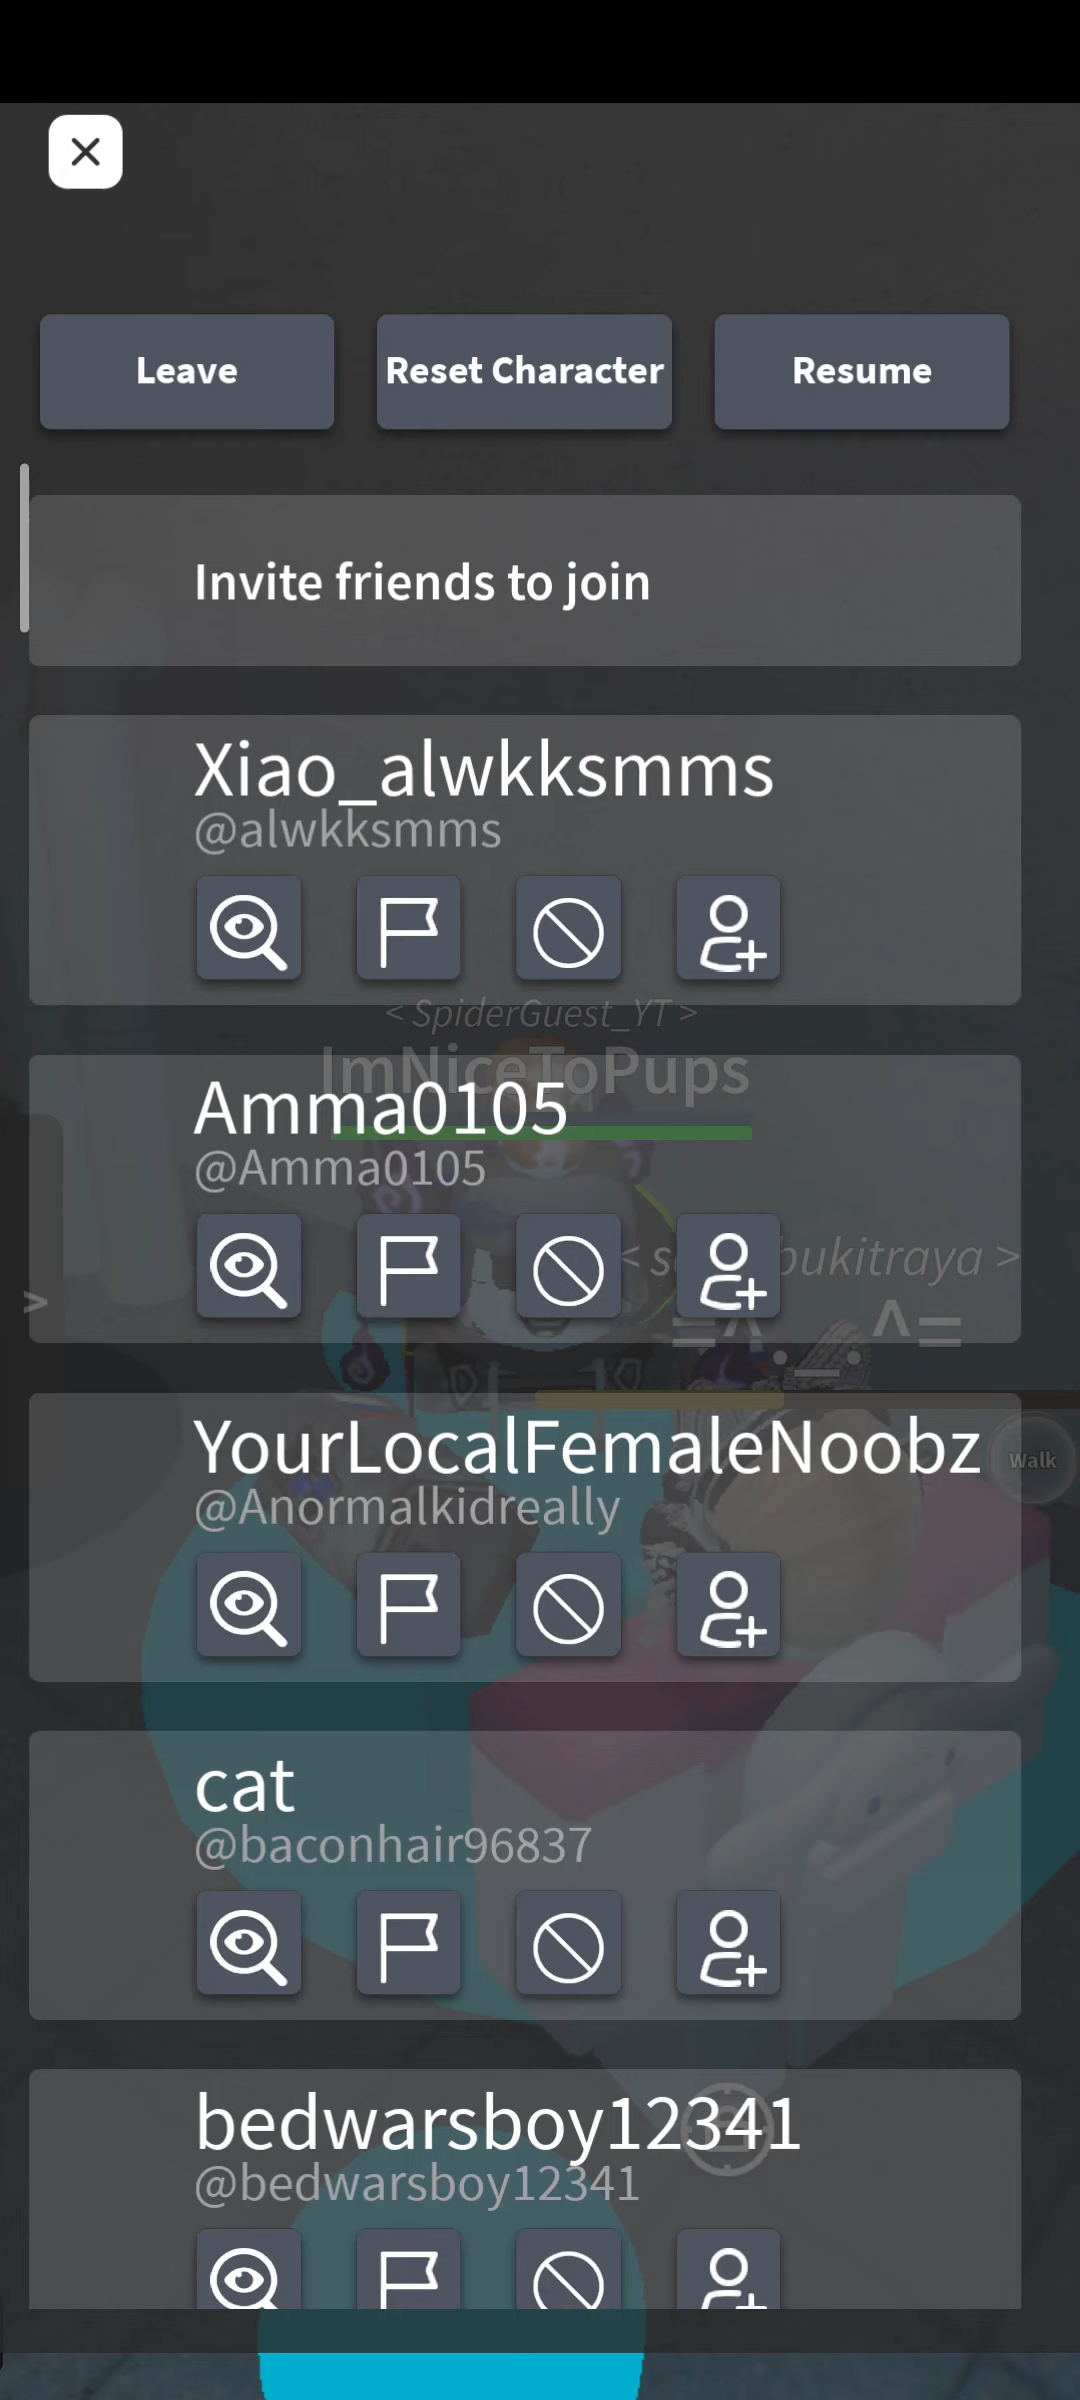 Leave
Reset Character
Resume
Invite friends to join
Xiao_alwkksmms
@alwkksmms
< SpiderGuest_YT >
ImNiceToPups
Amma0105
@Amma0105
bukitraya >
=^._.^=
>
YourLocalFemaleNoobz
Walk
@Anormalkidreally
cat
@baconhair96837
bedwarsboy12341
@bedwarsboy12341